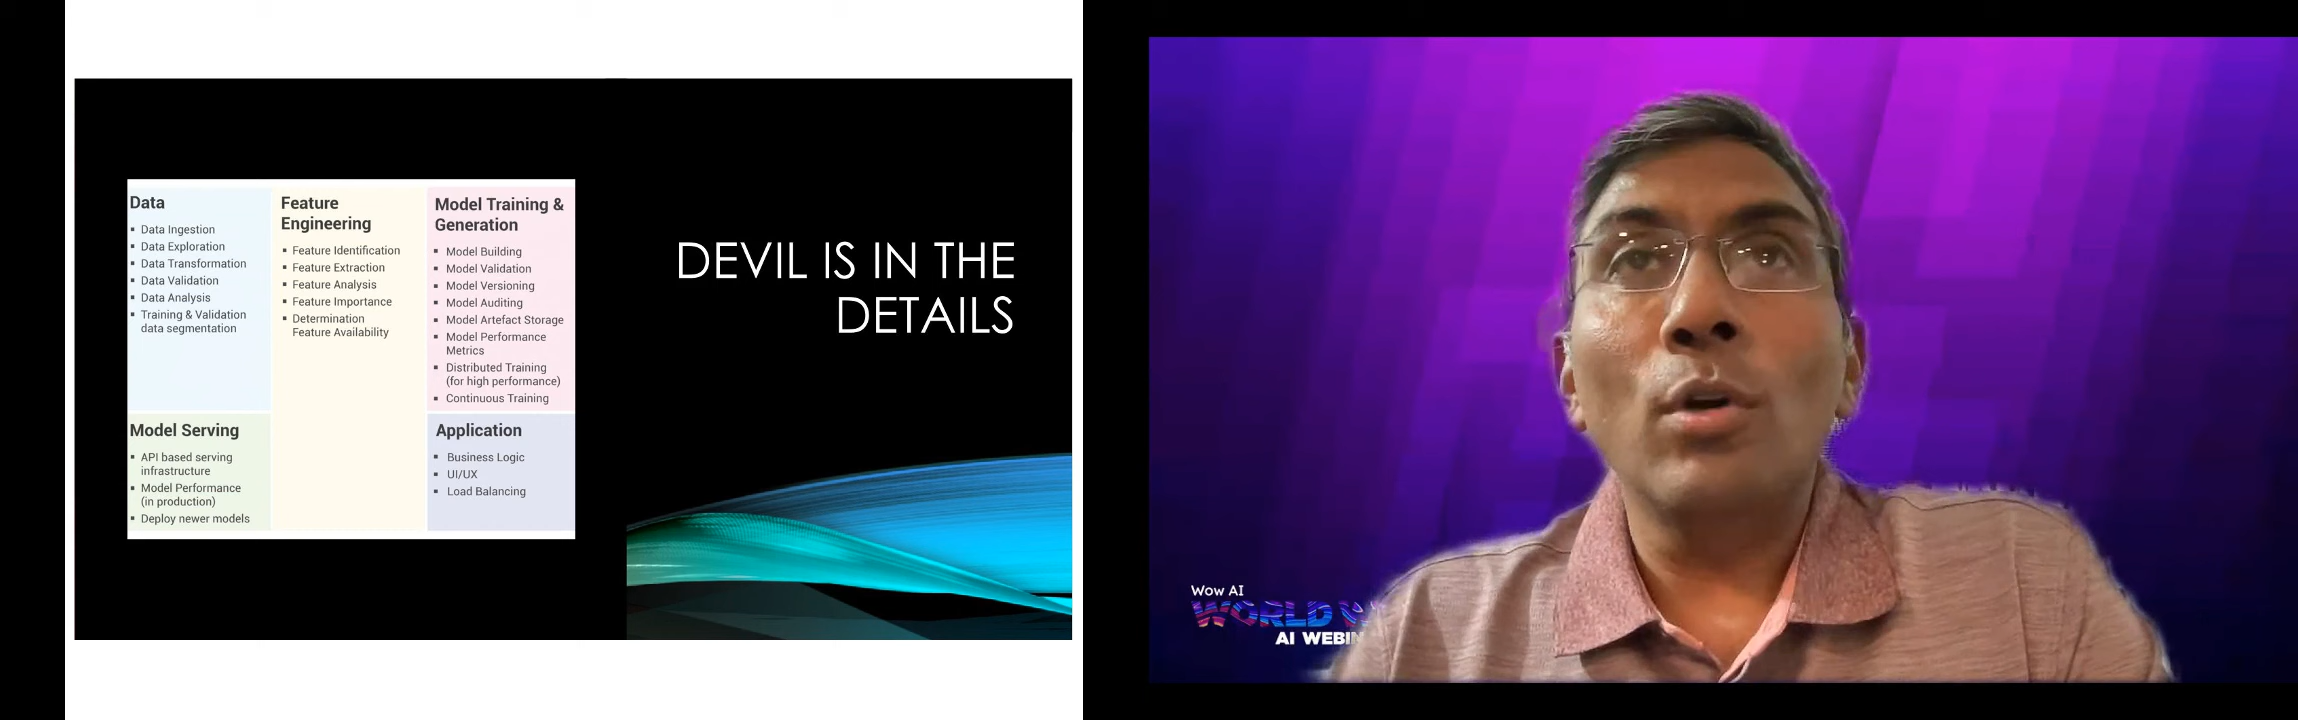 Data
▪ Data Ingestion
▪ Data Exploration
▪ Data Transformation
▪ Data Validation
▪ Data Analysis
▪ Training & Validation
data segmentation
Feature
Engineering
▪ Feature Identification
▪ Feature Extraction
▪ Feature Analysis
▪ Feature Importance
▪ Determination
Feature Availability
Model Training &
Generation
▪ Model Building
▪ Model Validation
▪ Model Versioning
▪ Model Auditing
▪ Model Artefact Storage
▪ Model Performance
Metrics
▪ Distributed Training
(for high performance)
▪ Continuous Training
Model Serving
▪ API based serving
infrastructure
▪ Model Performance
(in production)
▪ Deploy newer models
Application
▪ Business Logic
▪ UI/UX
▪ Load Balancing
DEVIL IS IN THE
DETAILS
Wow AI
WORLD
AI